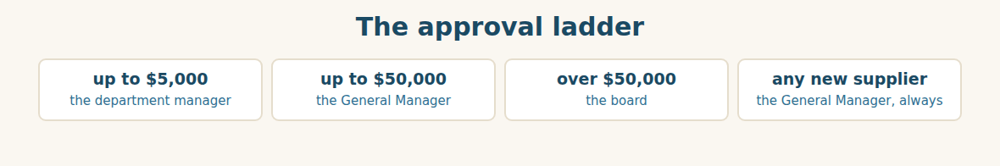 The approval ladder
up to $5,000
the department manager
up to $50,000
the General Manager
over $50,000
the board
any new supplier
the General Manager, always